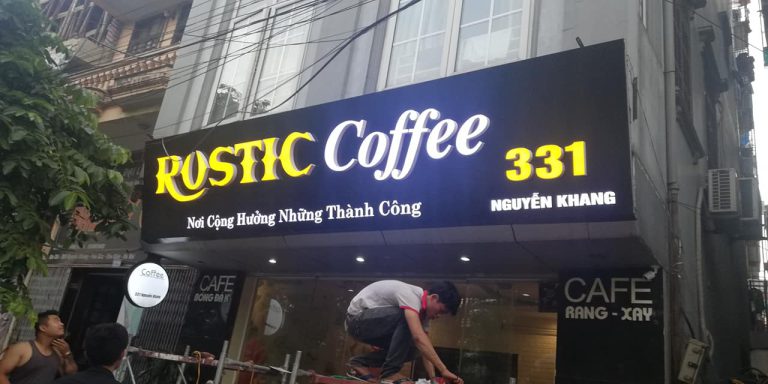 ROSTIC Coffee
331
Nơi Cộng Hưởng Những Thành Công
NGUYỄN KHANG
Coffee
CAFE
CAFE
RANG - XAY